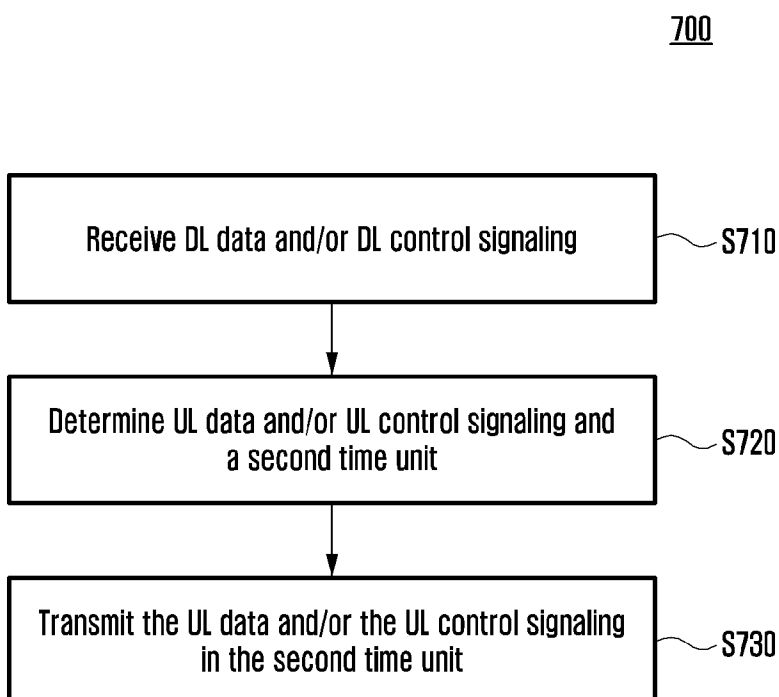 700
Receive DL data and/or DL control signaling
S710
Determine UL data and/or UL control signaling and
a second time unit
S720
Transmit the UL data and/or the UL control signaling
in the second time unit
S730